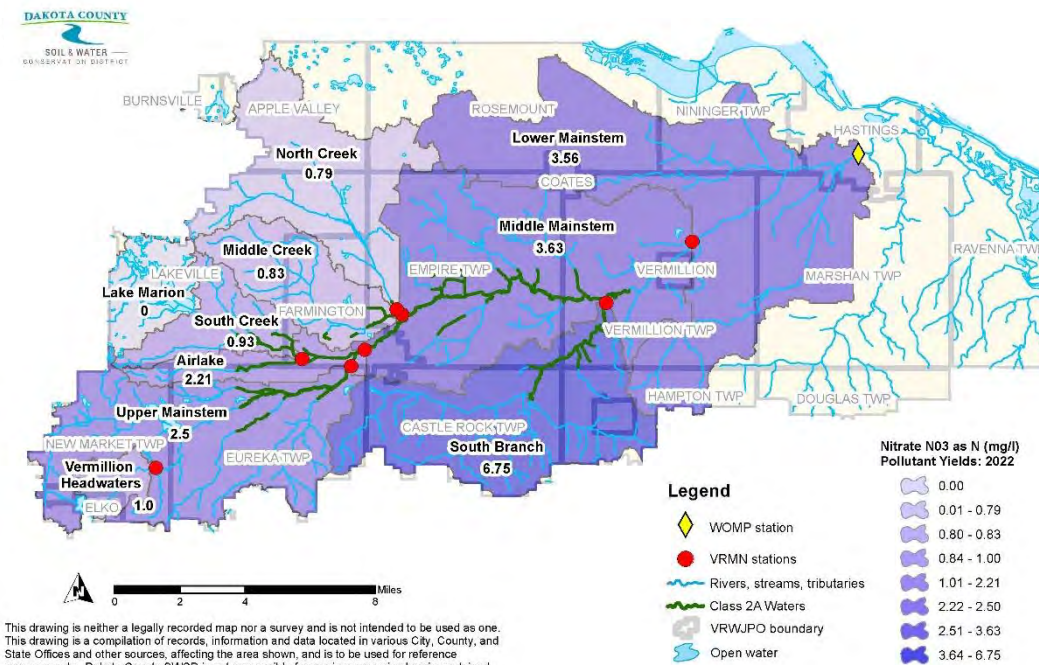 DAKOTA COUNTY
SOIL & WATER
CONSERVATION DISTRICT
BURNSVILLE
APPLE VALLEY
ROSEMOUNT
NININGER TWP
HASTINGS
Lower Mainstem
3.56
North Creek
0.79
COATES
Middle Mainstem
3.63
Middle Creek
0.83
LAKEVILLE
EMPIRE TWP
VERMILLION
MARSHAN TWP
RAVENNA TW
Lake Marion
0
FARMINGTON
South Creek
0.93
VERMILLION TWP
Airlake
2.21
Upper Mainstem
2.5
HAMPTON TWP
DOUGLAS TWP
CASTLE ROCK TWP
South Branch
6.75
NEW MARKET TWP
EUREKA TWP
Vermillion
Headwaters
1.0
ELKO
Legend
WOMP station
VRMN stations
Rivers, streams, tributaries
Class 2A Waters
VRWJPO boundary
Open water
Nitrate N03 as N (mg/l)
Pollutant Yields: 2022
0.00
0.01 - 0.79
0.80 - 0.83
0.84 - 1.00
1.01 - 2.21
2.22 - 2.50
2.51 - 3.63
3.64 - 6.75
N
0 2 4 8 Miles
This drawing is neither a legally recorded map nor a survey and is not intended to be used as one.
This drawing is a compilation of records, information and data located in various City, County, and
State Offices and other sources, affecting the area shown, and is to be used for reference